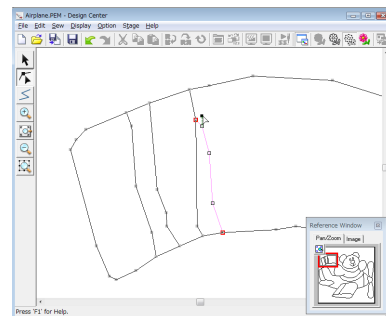 Airplane.PEM - Design Center
File Edit Sew Display Option Stage Help
Reference Window
Pan/Zoom Image
Press 'F1' for Help.